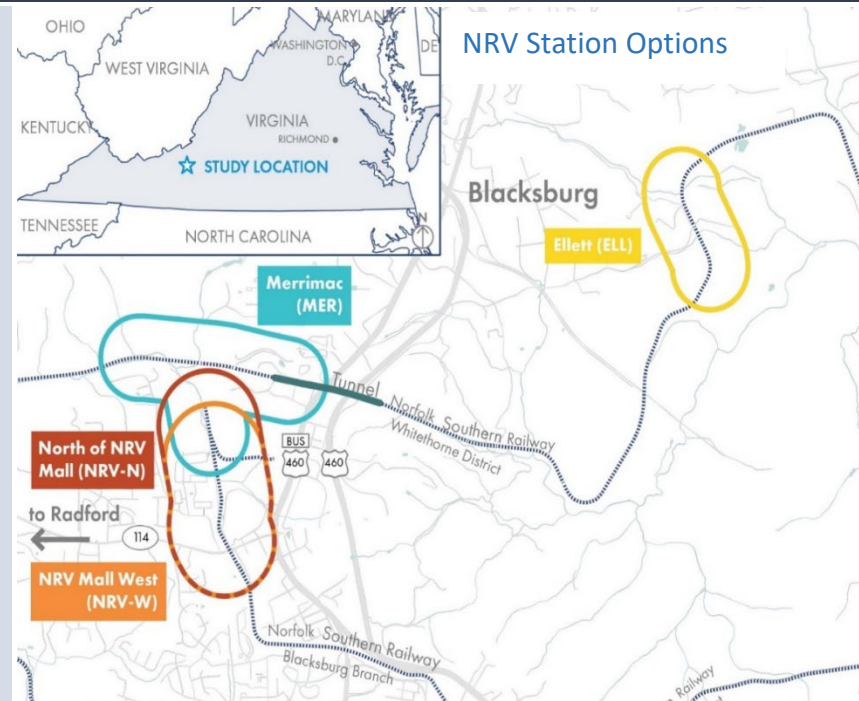 NRV Station Options
OHIO
MARYLAND
WASHINGTON
D.C.
DE
WEST VIRGINIA
KENTUCKY
VIRGINIA
RICHMOND
STUDY LOCATION
TENNESSEE
NORTH CAROLINA
N
Blacksburg
Ellett (ELL)
Merrimac
(MER)
Tunnel
Norfolk Southern Railway
Whitethorne District
BUS
460
460
North of NRV
Mall (NRV-N)
to Radford
114
NRV Mall West
(NRV-W)
Norfolk Southern Railway
Blacksburg Branch
Railway